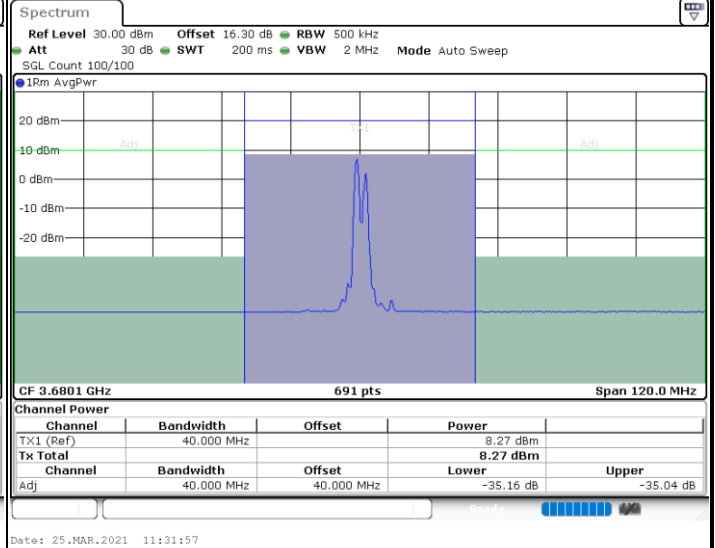 Spectrum
Ref Level 30.00 dBm Offset 16.30 dB RBW 500 kHz
Att 30 dB SWT 200 ms VBW 2 MHz Mode Auto Sweep
SGL Count 100/100
1Rm AvgPwr
20 dBm
TX1
Adj Adj
10 dBm
0 dBm
-10 dBm
-20 dBm
CF 3.6801 GHz 691 pts Span 120.0 MHz
Channel Power
Channel Bandwidth Offset Power
TX1 (Ref) 40.000 MHz 8.27 dBm
Tx Total 8.27 dBm
Channel Bandwidth Offset Lower Upper
Adj 40.000 MHz 40.000 MHz -35.16 dB -35.04 dB
Ready
Date: 25.MAR.2021 11:31:57